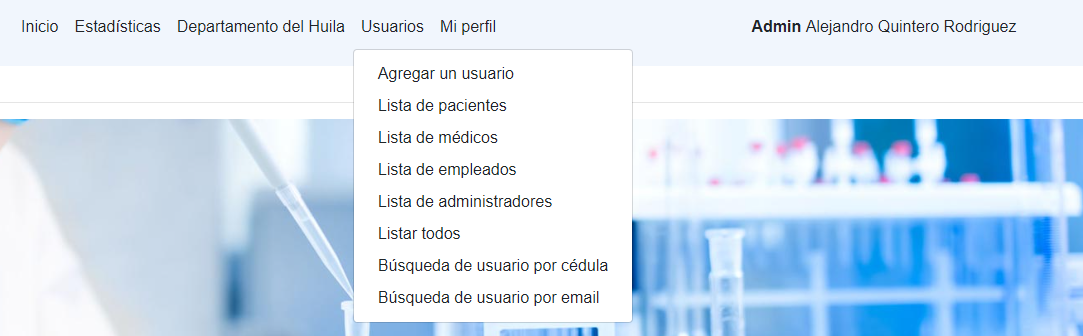 Inicio Estadísticas Departamento del Huila Usuarios Mi perfil Admin Alejandro Quintero Rodriguez
Agregar un usuario
Lista de pacientes
Lista de médicos
Lista de empleados
Lista de administradores
Listar todos
Búsqueda de usuario por cédula
Búsqueda de usuario por email